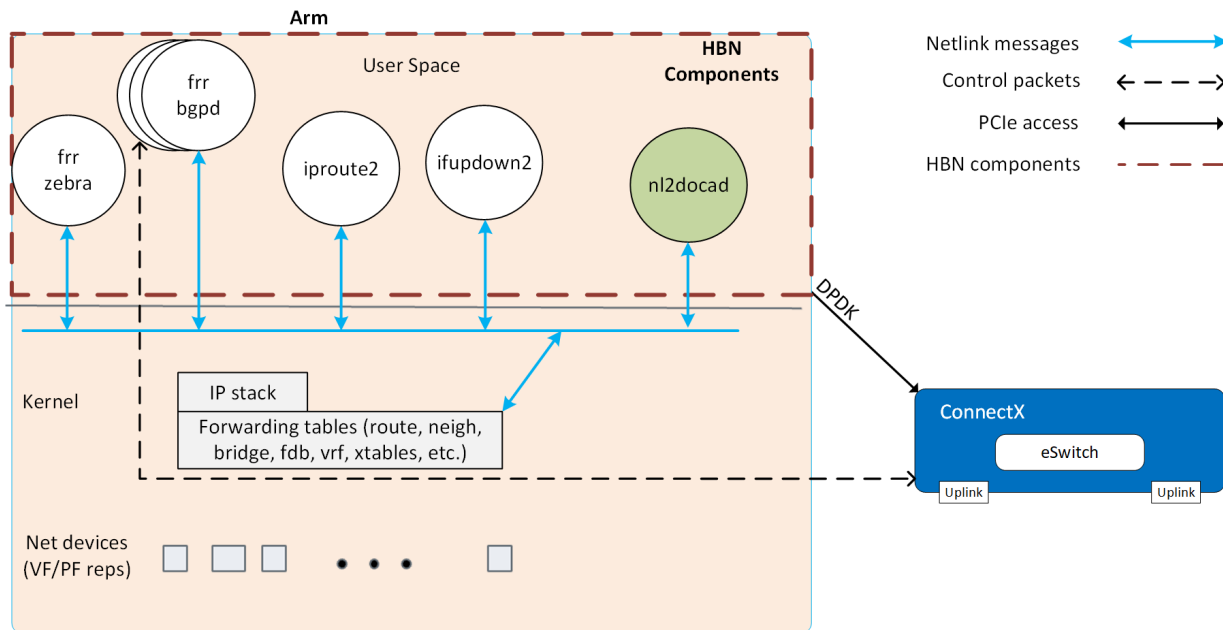 Arm
HBN
Components
User Space
frr
bgpd
frr
zebra
iproute2
ifupdown2
nl2docad
Netlink messages
Control packets
PCIe access
HBN components
DPDK
Kernel
IP stack
Forwarding tables (route, neigh,
bridge, fdb, vrf, xtables, etc.)
ConnectX
eSwitch
Uplink
Uplink
Net devices
(VF/PF reps)